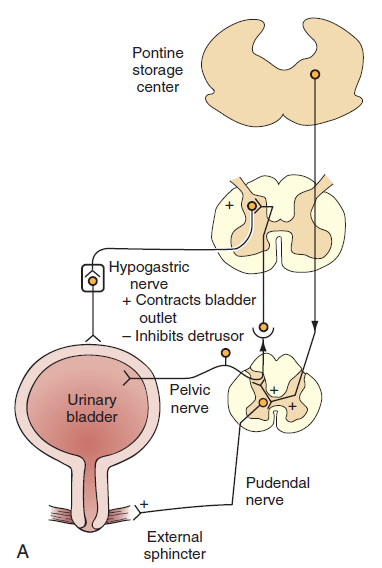 Pontine
storage
center
+
Hypogastric
nerve
+ Contracts bladder
outlet
– Inhibits detrusor
Urinary
bladder
Pelvic
nerve
+
+
Pudendal
nerve
+
External
sphincter
A